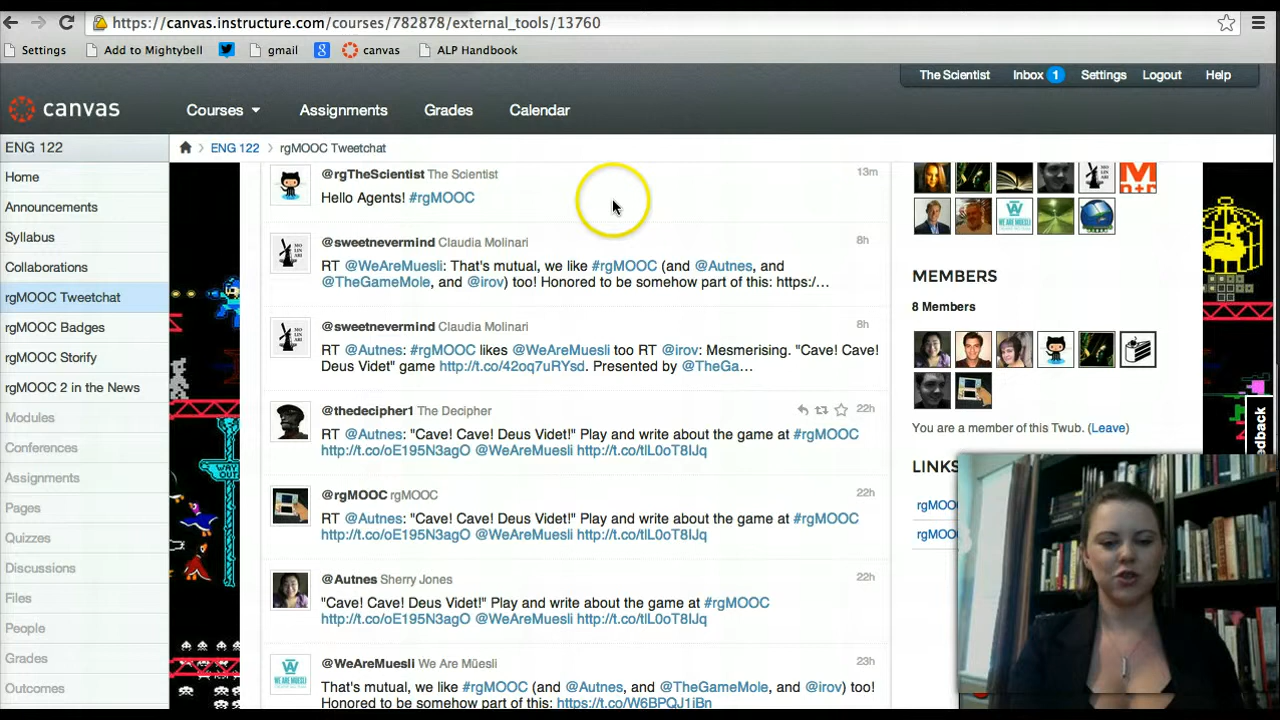 https://canvas.instructure.com/courses/782878/external_tools/13760
Settings Add to Mightybell gmail 8 canvas ALP Handbook
The Scientist Inbox 1 Settings Logout Help
canvas Courses Assignments Grades Calendar
ENG 122
ENG 122 rgMOOC Tweetchat
Home
Announcements
Syllabus
Collaborations
rgMOOC Tweetchat
rgMOOC Badges
rgMOOC Storify
rgMOOC 2 in the News
Modules
Conferences
Assignments
Pages
Quizzes
Discussions
Files
People
Grades
Outcomes
WAY OUT
@rgTheScientist The Scientist 13m
Hello Agents! #rgMOOC
@sweetnevermind Claudia Molinari 8h
RT @WeAreMuesli: That's mutual, we like #rgMOOC (and @Autnes, and
@TheGameMole, and @irov) too! Honored to be somehow part of this: https:/...
@sweetnevermind Claudia Molinari 8h
RT @Autnes: #rgMOOC likes @WeAreMuesli too RT @irov: Mesmerising. "Cave! Cave!
Deus Videt" game http://t.co/42oq7uRYsd. Presented by @TheGa...
@thedecipher1 The Decipher 22h
RT @Autnes: "Cave! Cave! Deus Videt!" Play and write about the game at #rgMOOC
http://t.co/oE195N3agO @WeAreMuesli http://t.co/tlL0oT8IJq
@rgMOOC rgMOOC 22h
RT @Autnes: "Cave! Cave! Deus Videt!" Play and write about the game at #rgMOOC
http://t.co/oE195N3agO @WeAreMuesli http://t.co/tlL0oT8IJq
@Autnes Sherry Jones 22h
"Cave! Cave! Deus Videt!" Play and write about the game at #rgMOOC
http://t.co/oE195N3agO @WeAreMuesli http://t.co/tlL0oT8IJq
@WeAreMuesli We Are Müesli 23h
That's mutual, we like #rgMOOC (and @Autnes, and @TheGameMole, and @irov) too!
Honored to be somehow part of this: https://t.co/W6BPQJ1iBn
MEMBERS
8 Members
You are a member of this Twub. (Leave)
LINKS
rgMOO
rgMOO
edback